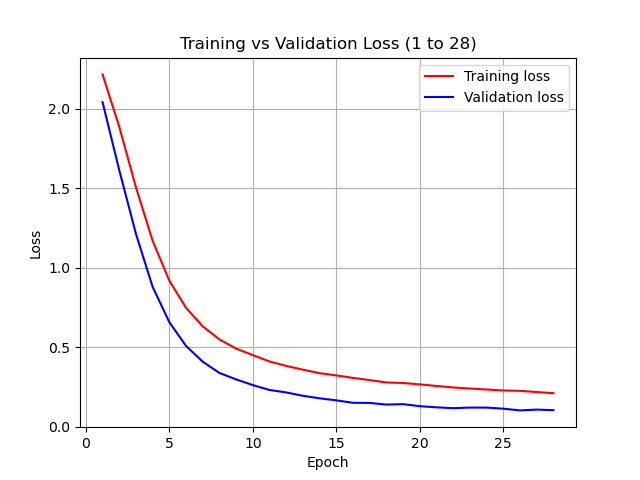 Training vs Validation Loss (1 to 28)
Training loss
Validation loss
2.0
1.5
1.0
0.5
0.0
Loss
0 5 10 15 20 25
Epoch